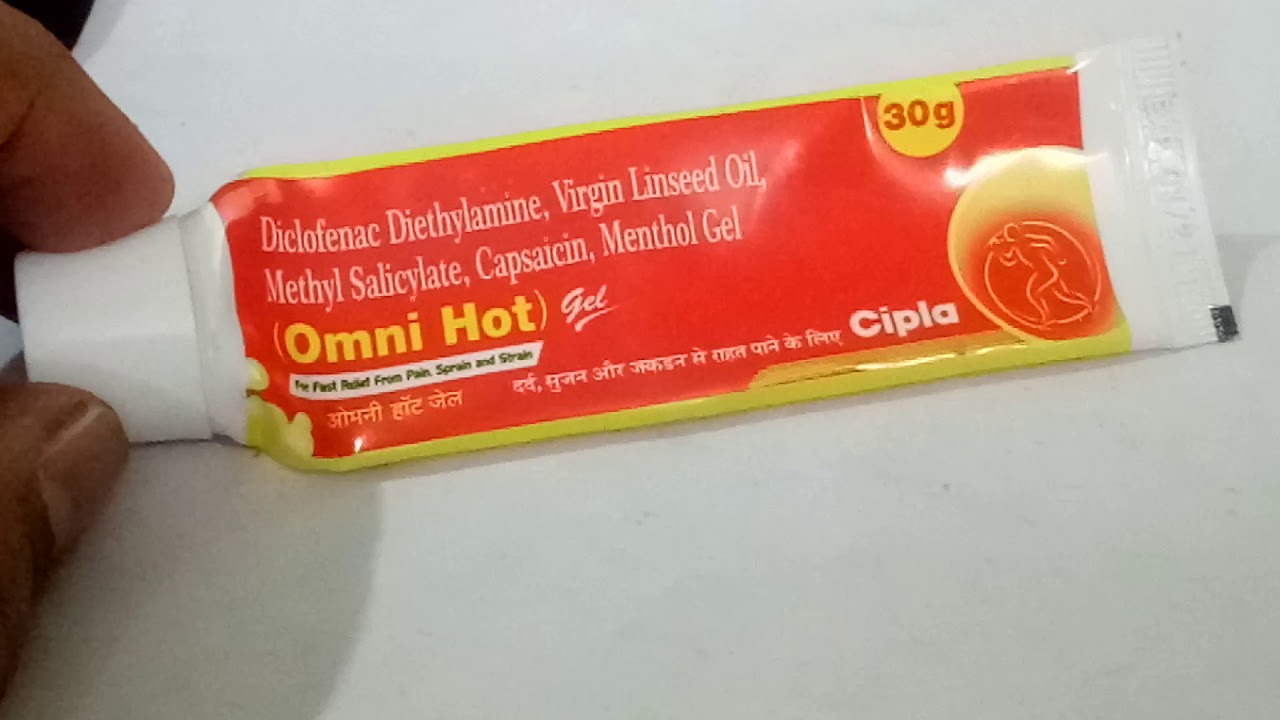 30g
Diclofenac Diethylamine, Virgin Linseed Oil,
Methyl Salicylate, Capsaicin, Menthol Gel
(Omni Hot) Gel
For Fast Relief From Pain, Sprain and Strain
ओमनी हॉट जेल
दर्द, सुजन और जकडन से राहत पाने के लिए
Cipla